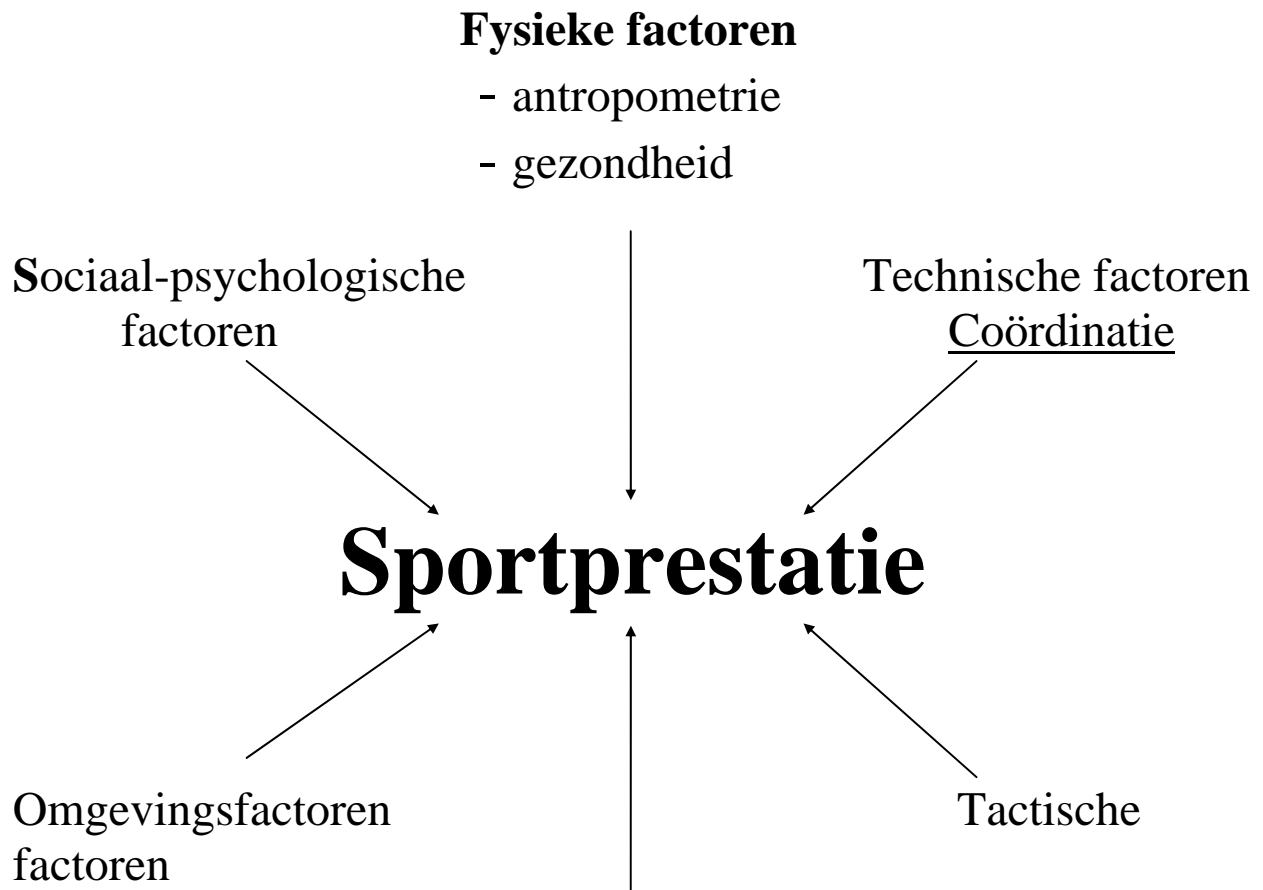 Fysieke factoren
- antropometrie
- gezondheid
Sociaal-psychologische
factoren
Technische factoren
Coördinatie
Sportprestatie
Omgevingsfactoren
factoren
Tactische